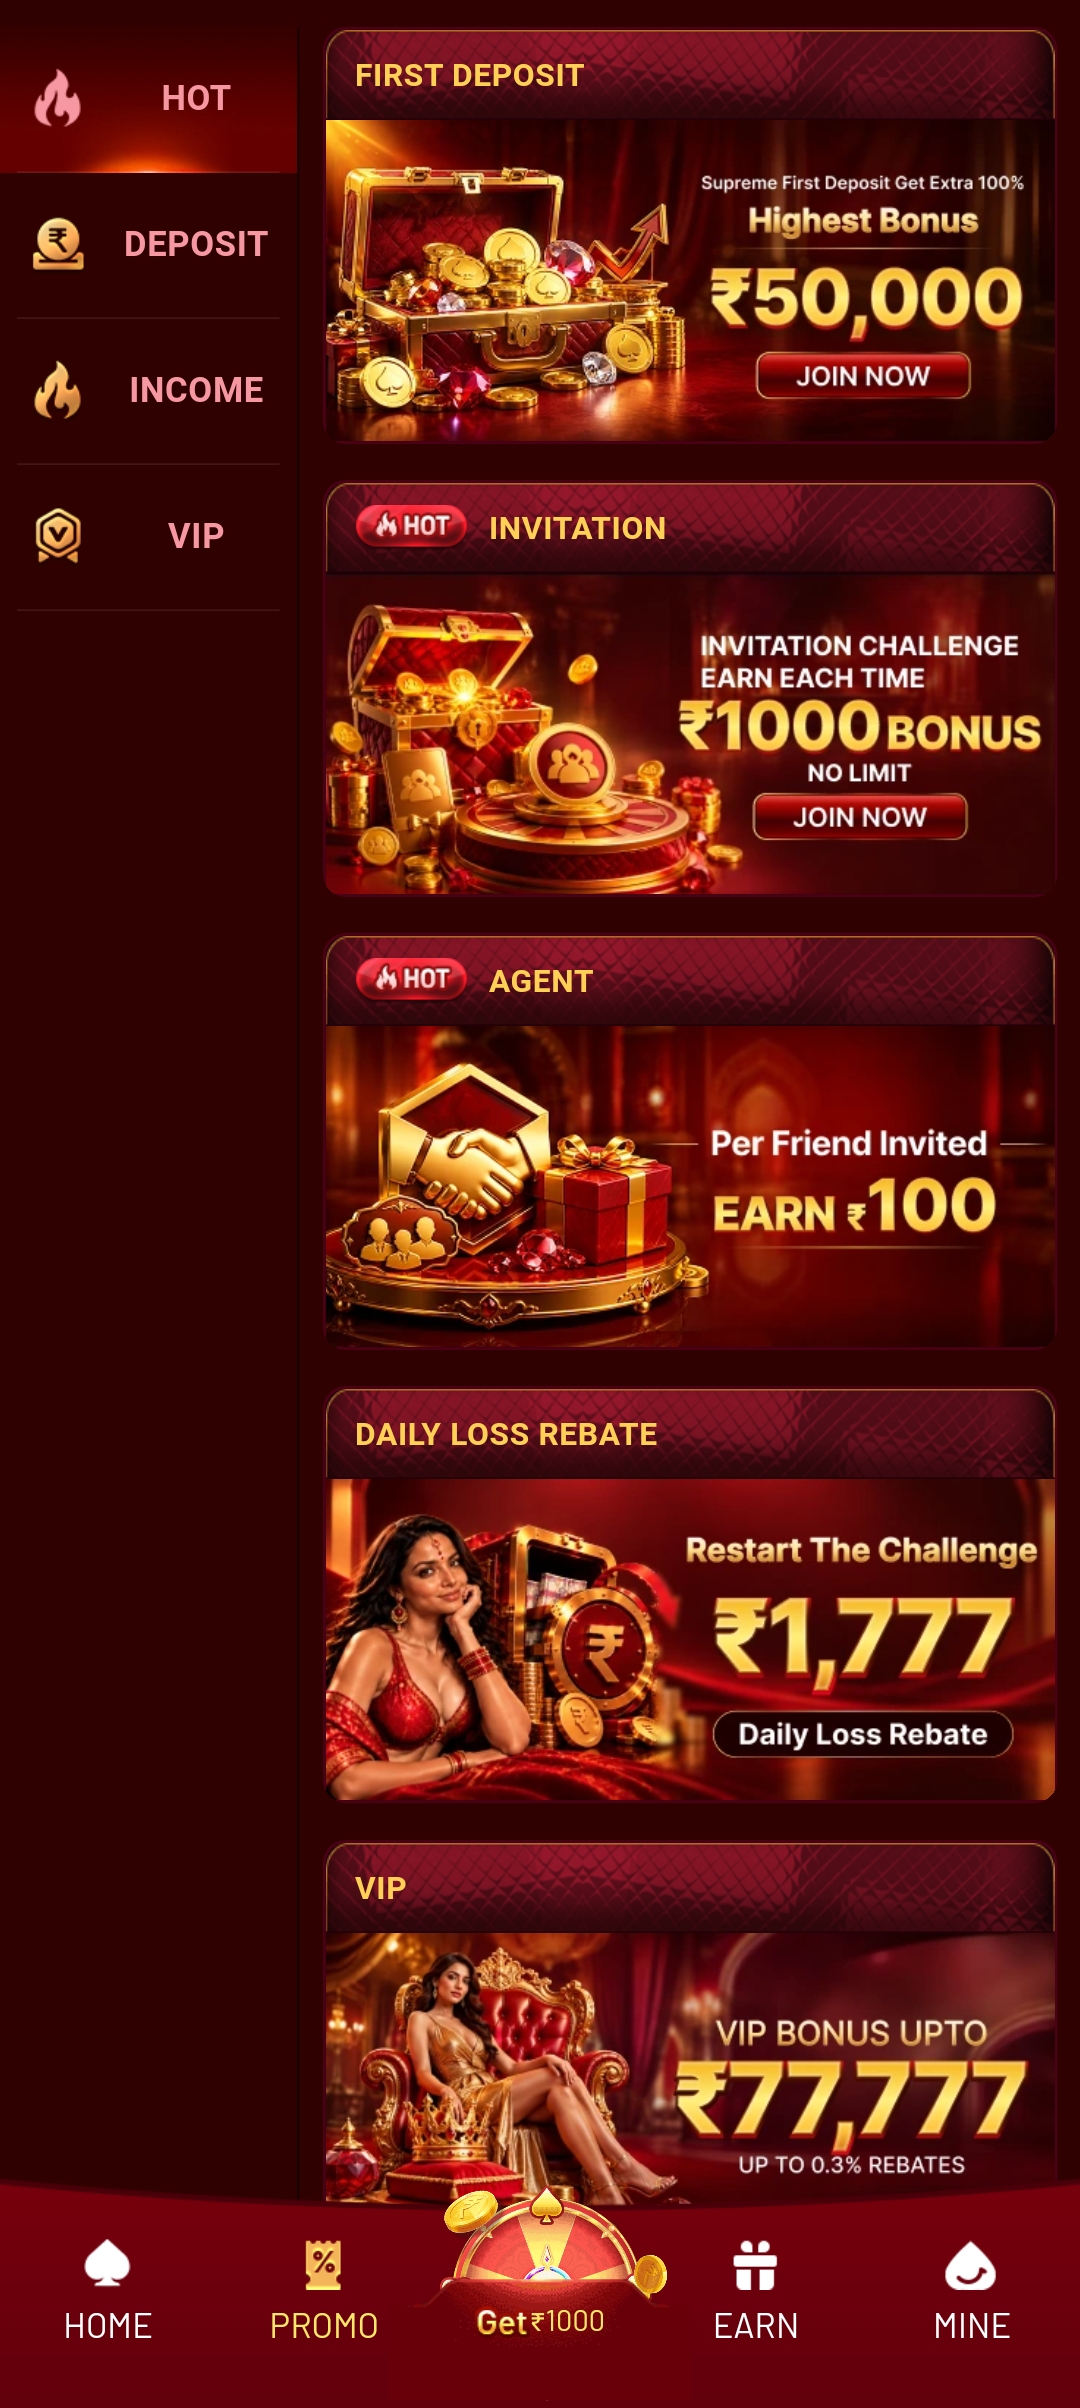 HOT
DEPOSIT
INCOME
VIP
FIRST DEPOSIT
Supreme First Deposit Get Extra 100%
Highest Bonus
₹50,000
JOIN NOW
HOT INVITATION
INVITATION CHALLENGE
EARN EACH TIME
₹1000 BONUS
NO LIMIT
JOIN NOW
HOT AGENT
Per Friend Invited
EARN ₹100
DAILY LOSS REBATE
Restart The Challenge
₹1,777
Daily Loss Rebate
VIP
VIP BONUS UPTO
₹77,777
UP TO 0.3% REBATES
HOME
PROMO
Get ₹1000
EARN
MINE